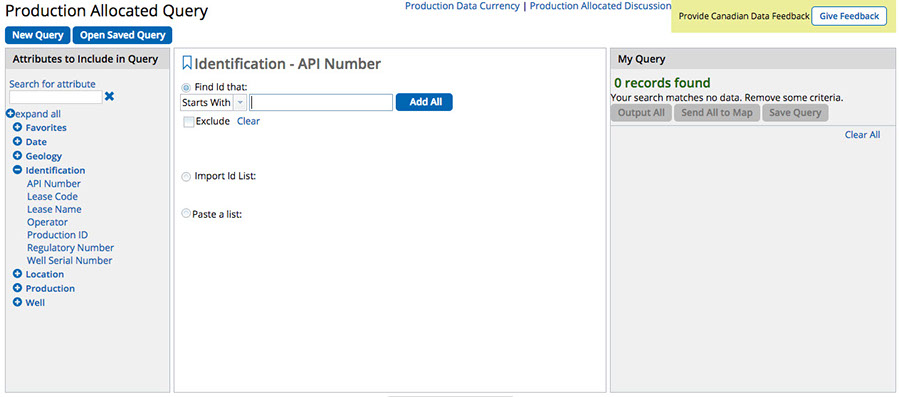 Production Allocated Query
Production Data Currency | Production Allocated Discussion
Provide Canadian Data Feedback Give Feedback
New Query Open Saved Query
Attributes to Include in Query
Search for attribute
expand all
Favorites
Date
Geology
Identification
API Number
Lease Code
Lease Name
Operator
Production ID
Regulatory Number
Well Serial Number
Location
Production
Well
Identification - API Number
Find Id that:
Starts With Add All
Exclude Clear
Import Id List:
Paste a list:
My Query
0 records found
Your search matches no data. Remove some criteria.
Output All Send All to Map Save Query
Clear All